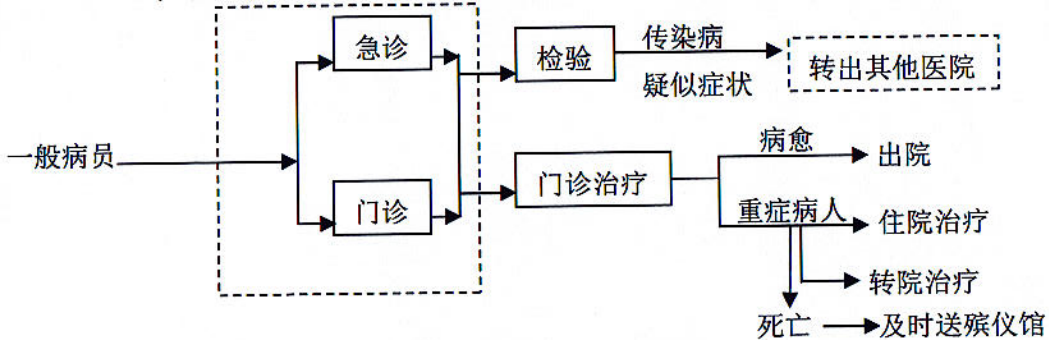 急诊
检验
传染病
疑似症状
转出其他医院
一般病员
门诊
门诊治疗
病愈
出院
重症病人
住院治疗
转院治疗
死亡
及时送殡仪馆